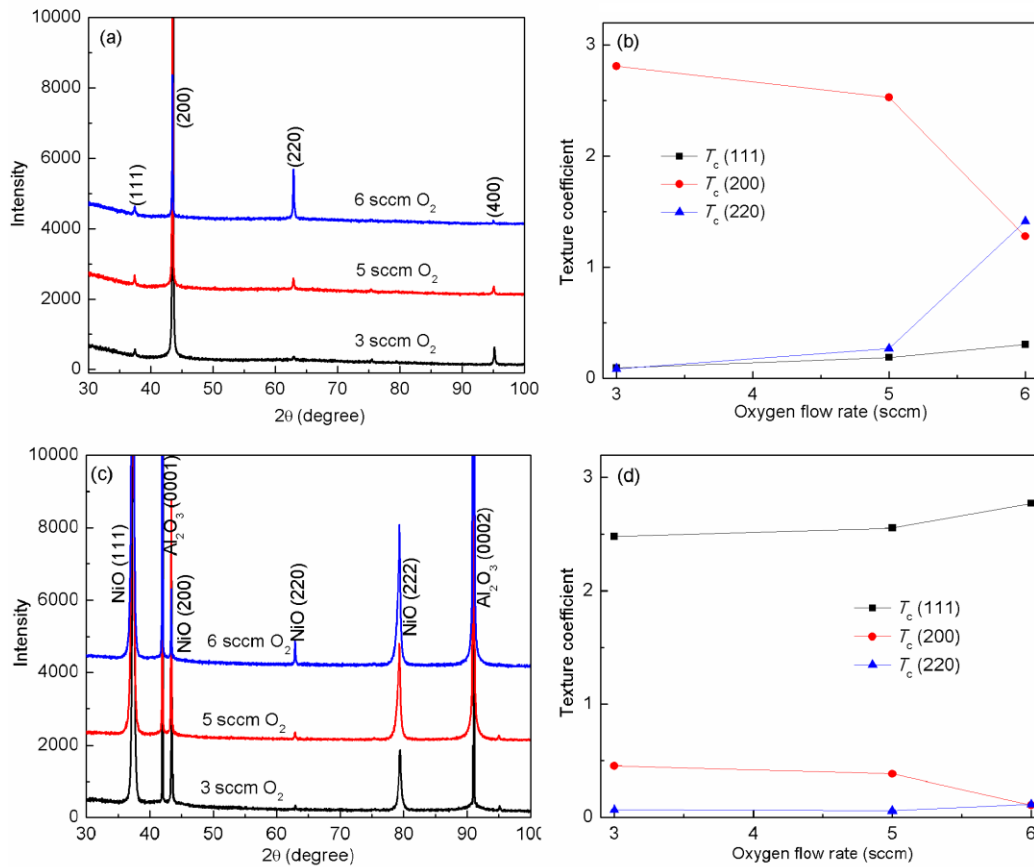 (a)
10000
8000
6000
4000
2000
0
Intensity
(111)
(200)
(220)
(400)
6 sccm O2
5 sccm O2
3 sccm O2
30 40 50 60 70 80 90 100
2θ (degree)
(b)
3
2
1
0
Texture coefficient
Tc (111)
Tc (200)
Tc (220)
3 4 5 6
Oxygen flow rate (sccm)
(c)
10000
8000
6000
4000
2000
0
Intensity
NiO (111)
Al2O3 (0001)
NiO (200)
NiO (220)
NiO (222)
Al2O3 (0002)
6 sccm O2
5 sccm O2
3 sccm O2
30 40 50 60 70 80 90 100
2θ (degree)
(d)
3
2
1
0
Texture coefficient
Tc (111)
Tc (200)
Tc (220)
3 4 5 6
Oxygen flow rate (sccm)